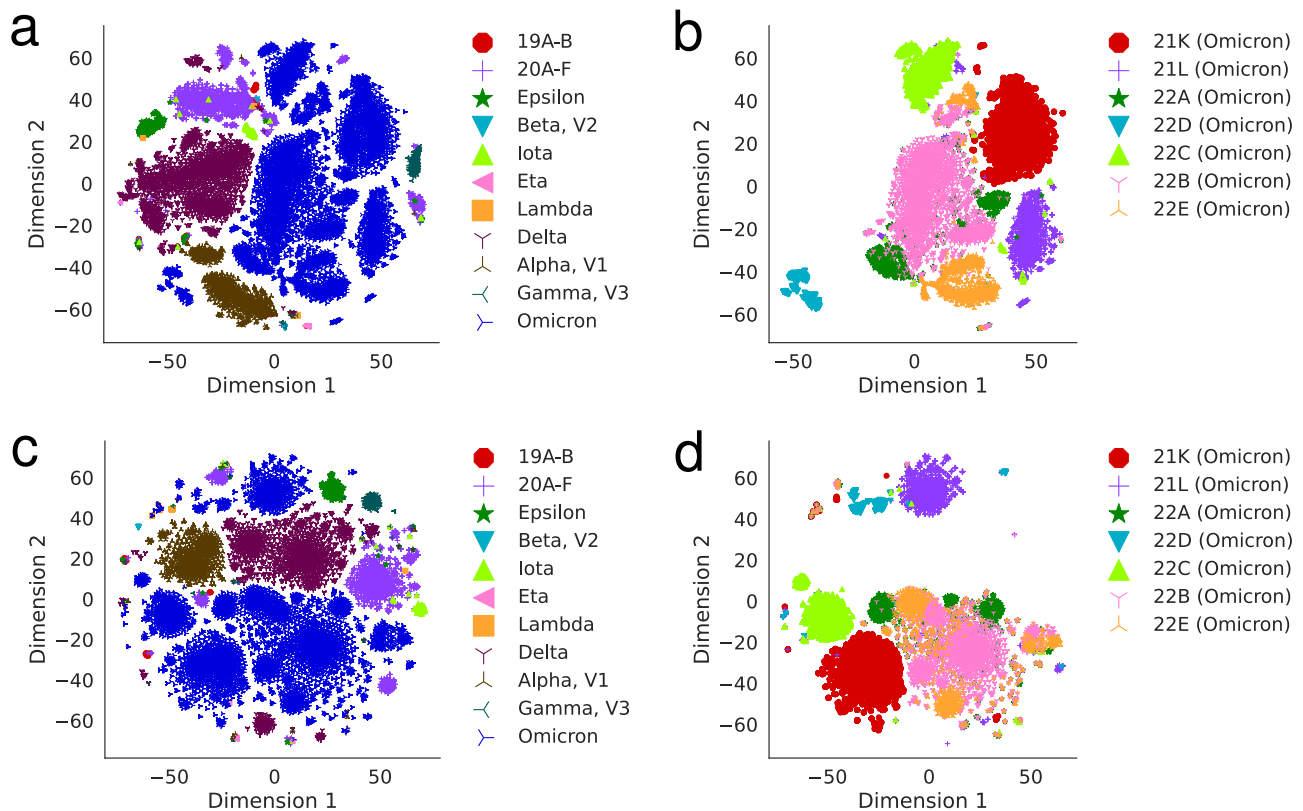 a
60
40
20
0
−20
−40
−60
Dimension 2
−50
0
50
Dimension 1
19A-B
20A-F
Epsilon
Beta, V2
Iota
Eta
Lambda
Delta
Alpha, V1
Gamma, V3
Omicron
b
60
40
20
0
−20
−40
−60
Dimension 2
−50
0
50
Dimension 1
21K (Omicron)
21L (Omicron)
22A (Omicron)
22D (Omicron)
22C (Omicron)
22B (Omicron)
22E (Omicron)
c
60
40
20
0
−20
−40
−60
Dimension 2
−50
0
50
Dimension 1
19A-B
20A-F
Epsilon
Beta, V2
Iota
Eta
Lambda
Delta
Alpha, V1
Gamma, V3
Omicron
d
60
40
20
0
−20
−40
−60
Dimension 2
−50
0
50
Dimension 1
21K (Omicron)
21L (Omicron)
22A (Omicron)
22D (Omicron)
22C (Omicron)
22B (Omicron)
22E (Omicron)